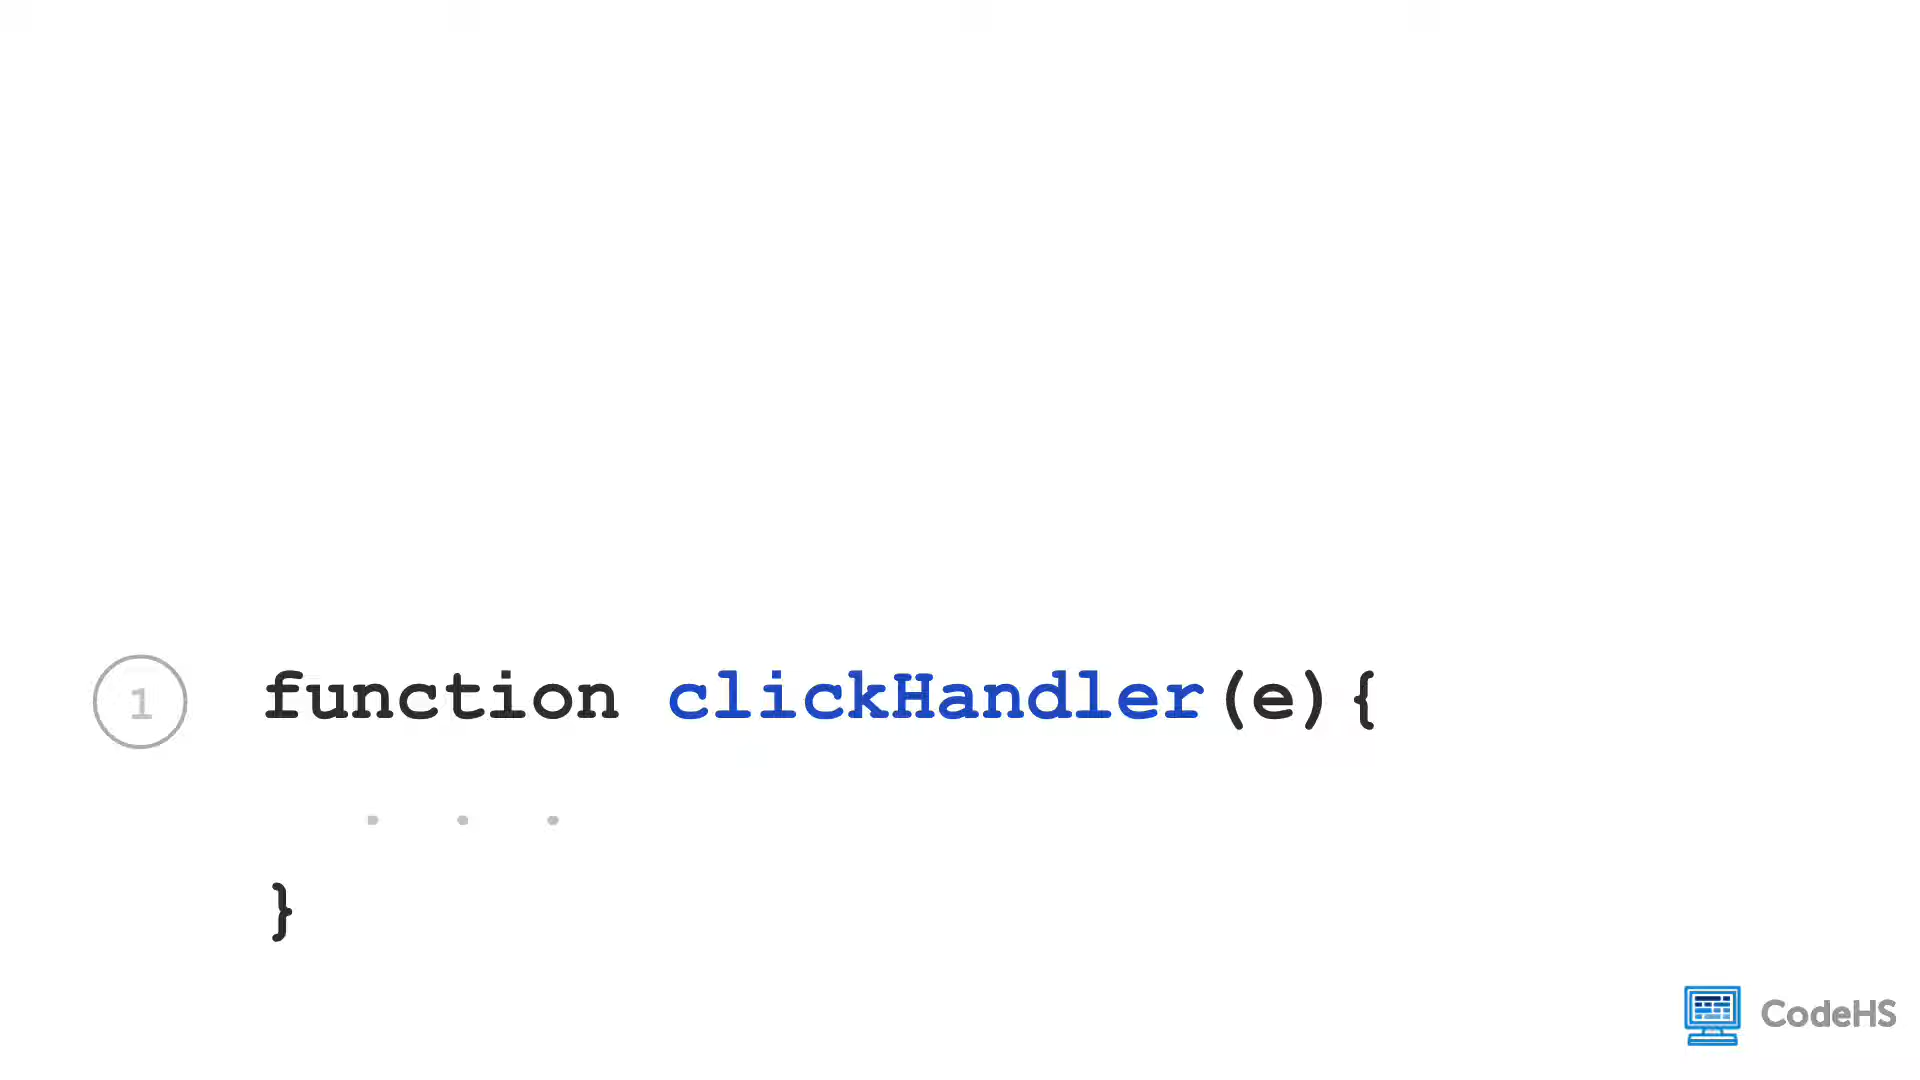 1 function clickHandler(e){
. . .
}
CodeHS